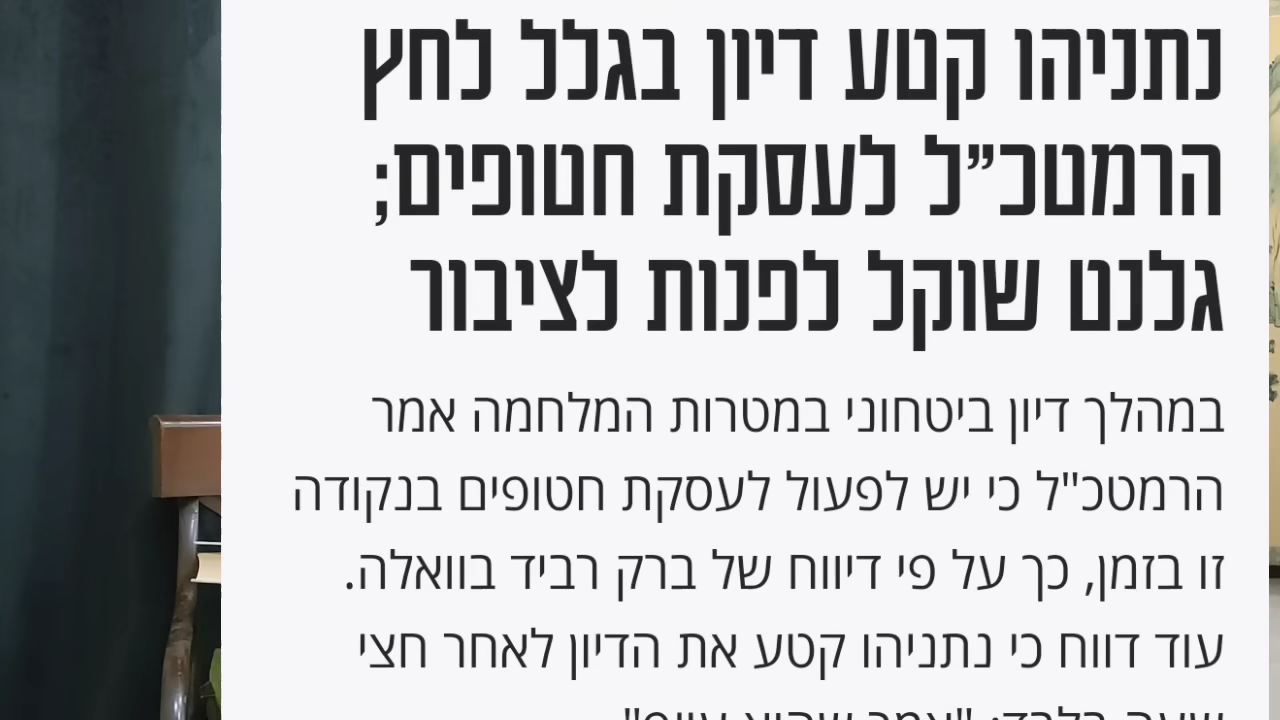 נתניהו קטע דיון בגלל לחץ
הרמטכ״ל לעסקת חטופים;
גלנט שוקל לפנות לציבור
במהלך דיון ביטחוני במטרות המלחמה אמר
הרמטכ"ל כי יש לפעול לעסקת חטופים בנקודה
זו בזמן, כך על פי דיווח של ברק רביד בוואלה.
עוד דווח כי נתניהו קטע את הדיון לאחר חצי